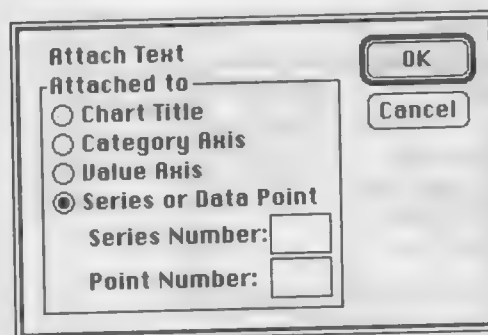 Attach Text
OK
Attached to
Cancel
Chart Title
Category Axis
Value Axis
Series or Data Point
Series Number:
Point Number: